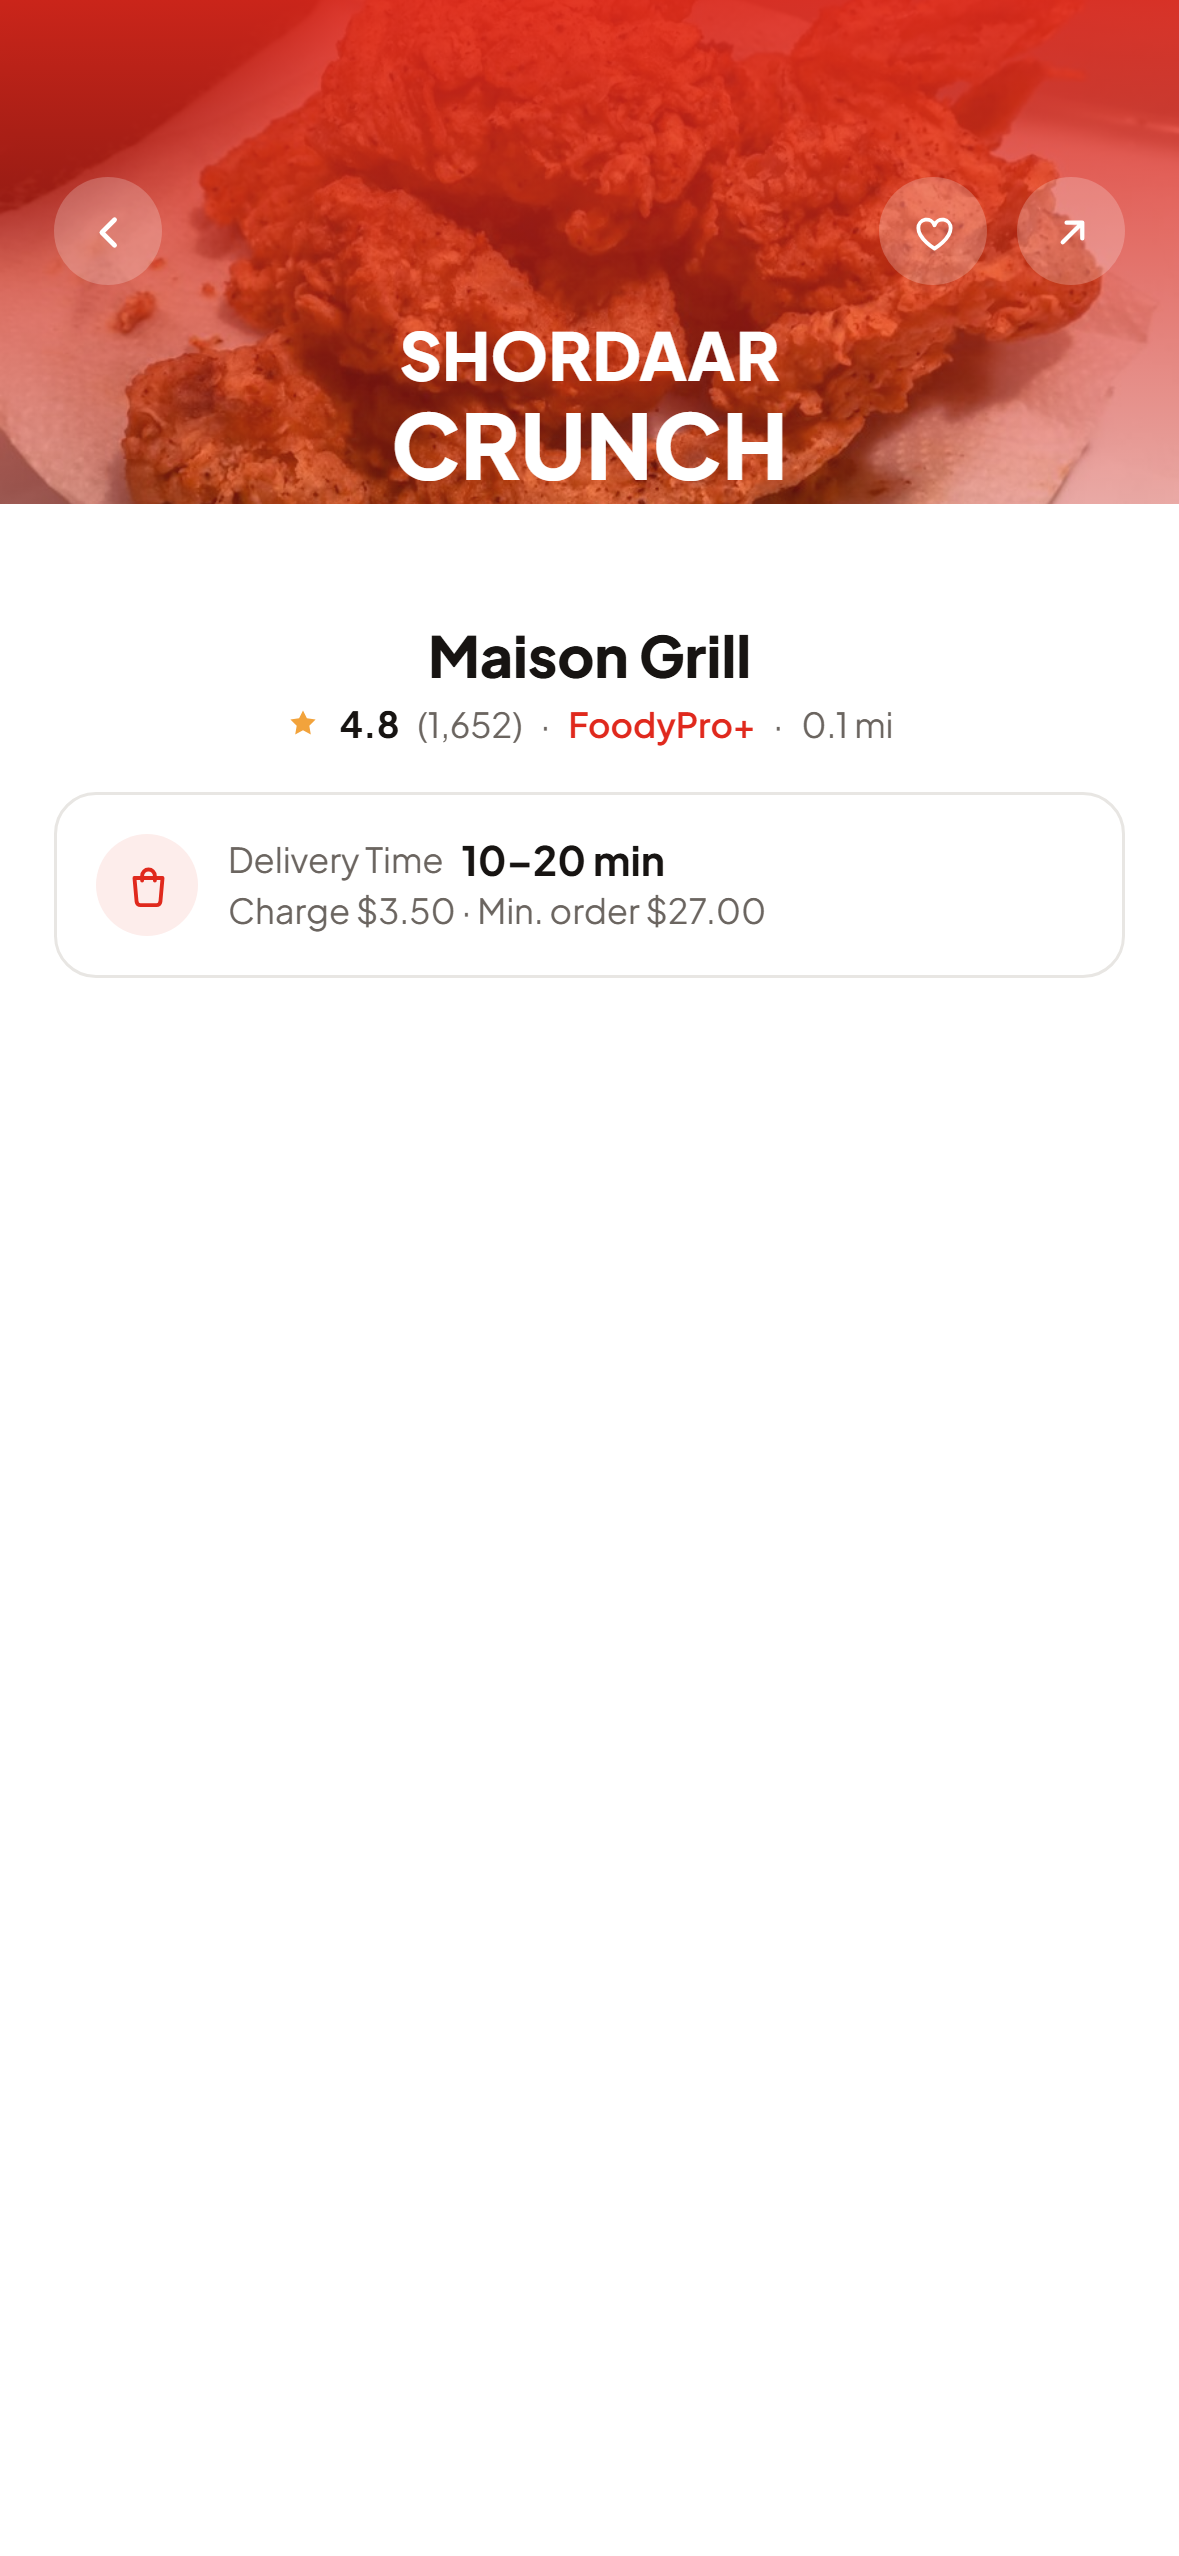 SHORDAAR
CRUNCH
Maison Grill
4.8 (1,652) · FoodyPro+ · 0.1 mi
Delivery Time 10–20 min
Charge $3.50 · Min. order $27.00